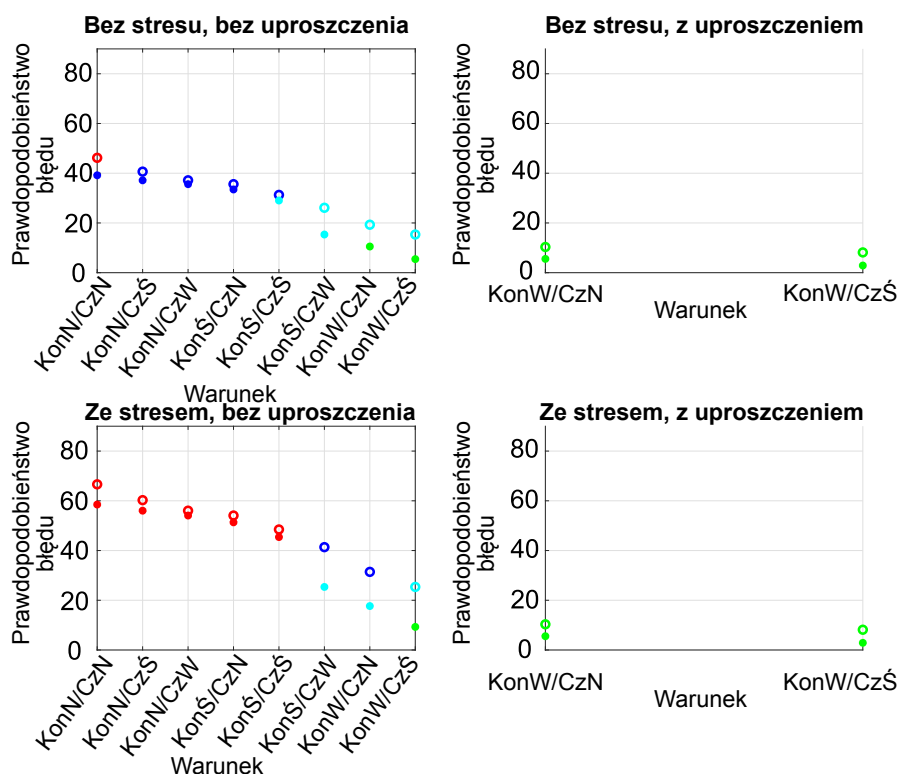 Bez stresu, bez uproszczenia
Prawdopodobieństwo
błędu
80
60
40
20
0
KonN/CzN
KonN/CzŚ
KonN/CzW
KonŚ/CzN
KonŚ/CzŚ
KonŚ/CzW
KonW/CzN
KonW/CzŚ
Warunek
Bez stresu, z uproszczeniem
Prawdopodobieństwo
błędu
80
60
40
20
0
KonW/CzN
KonW/CzŚ
Warunek
Ze stresem, bez uproszczenia
Prawdopodobieństwo
błędu
80
60
40
20
0
KonN/CzN
KonN/CzŚ
KonN/CzW
KonŚ/CzN
KonŚ/CzŚ
KonŚ/CzW
KonW/CzN
KonW/CzŚ
Warunek
Ze stresem, z uproszczeniem
Prawdopodobieństwo
błędu
80
60
40
20
0
KonW/CzN
KonW/CzŚ
Warunek